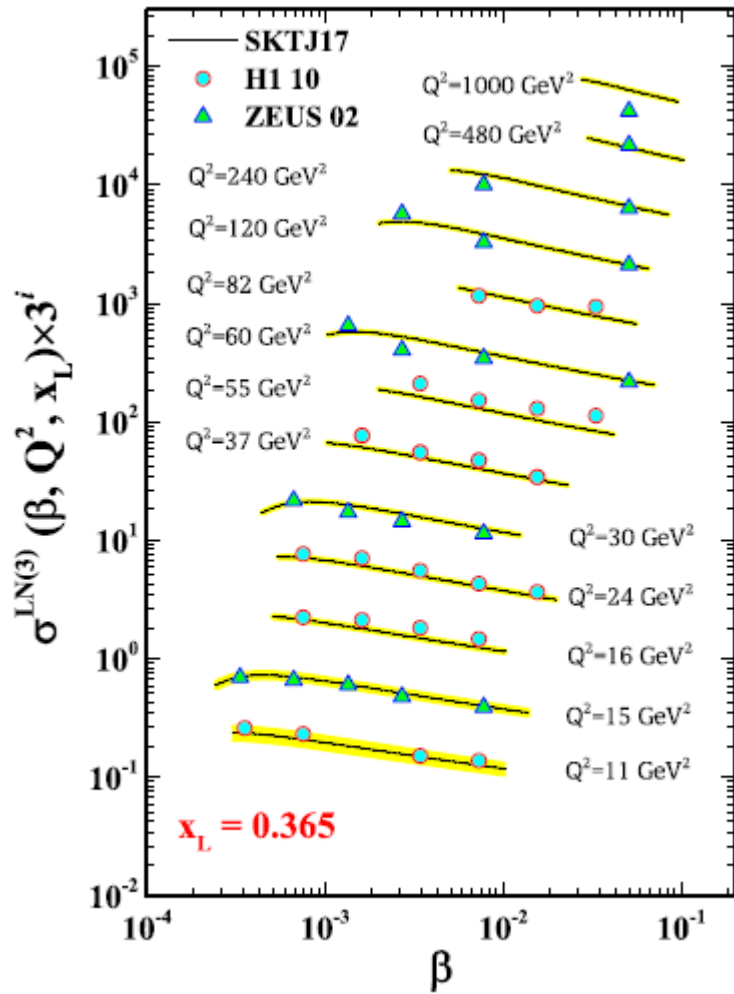 10⁵
10⁴
10³
10²
10¹
10⁰
10⁻¹
10⁻²
σᴸᴺ⁽³⁾ (β, Q², x_L)×3ⁱ
SKTJ17
H1 10
ZEUS 02
Q²=1000 GeV²
Q²=480 GeV²
Q²=240 GeV²
Q²=120 GeV²
Q²=82 GeV²
Q²=60 GeV²
Q²=55 GeV²
Q²=37 GeV²
Q²=30 GeV²
Q²=24 GeV²
Q²=16 GeV²
Q²=15 GeV²
Q²=11 GeV²
x_L = 0.365
10⁻⁴ 10⁻³ 10⁻² 10⁻¹
β